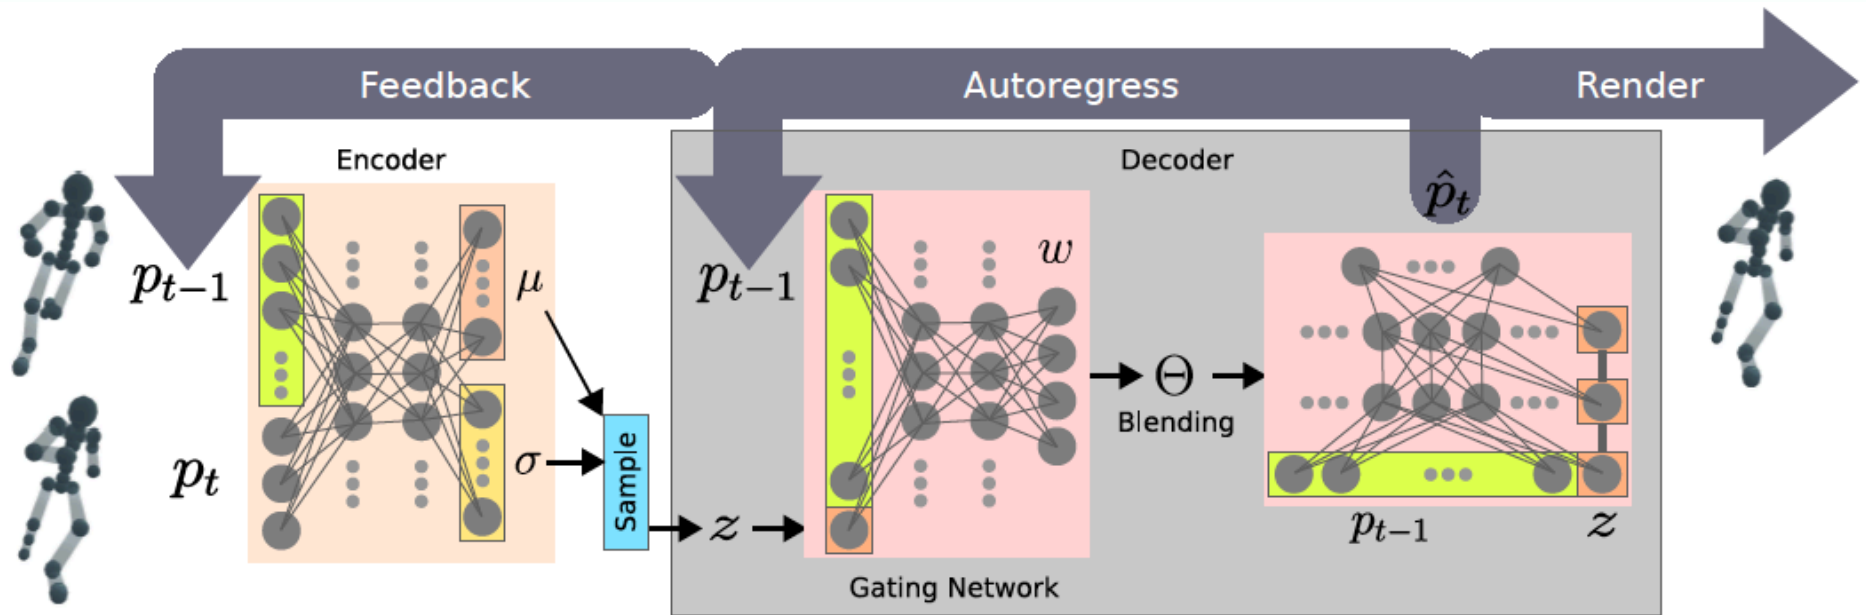 Feedback
Autoregress
Render
Encoder
Decoder
p̂ₜ
pₜ₋₁
μ
pₜ₋₁
w
Θ
Blending
pₜ
σ
Sample
z
pₜ₋₁
z
Gating Network